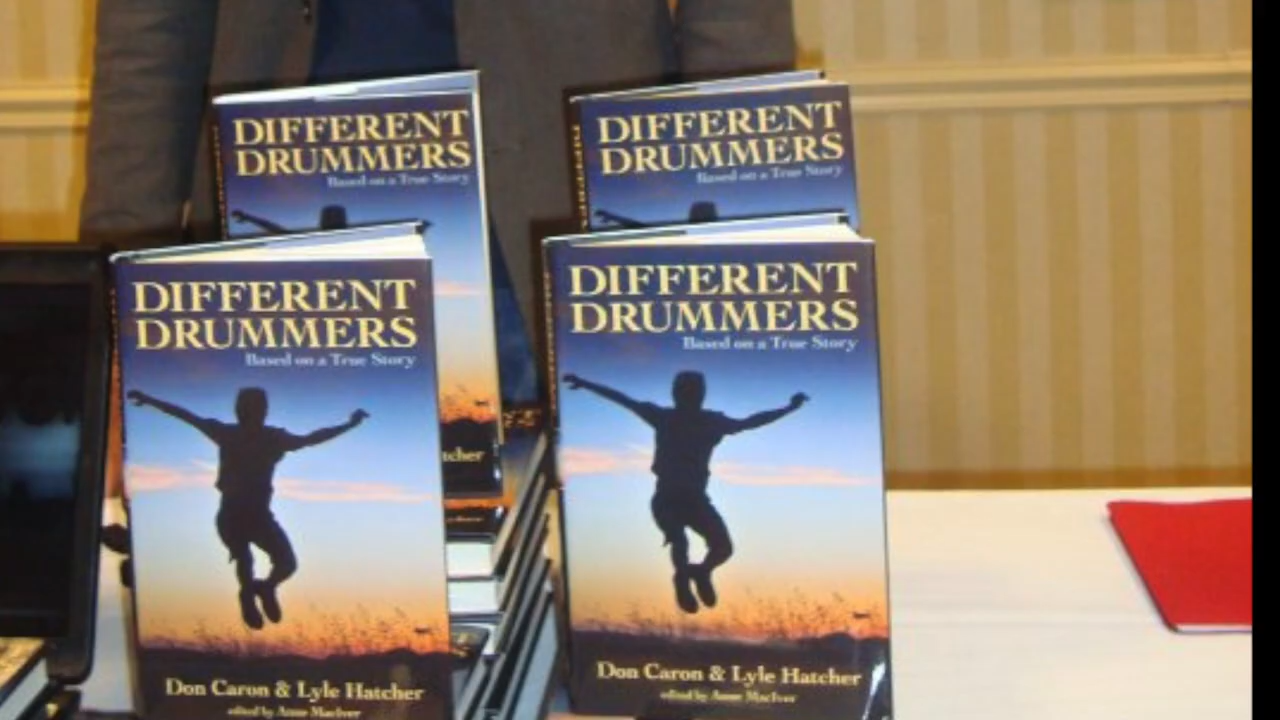 DIFFERENT
DRUMMERS
Based on a True Story
DIFFERENT
DRUMMERS
Based on a True Story
DIFFERENT
DRUMMERS
Based on a True Story
Don Caron & Lyle Hatcher
edited by Anne MacIver
DIFFERENT
DRUMMERS
Based on a True Story
Don Caron & Lyle Hatcher
edited by Anne MacIver
tcher